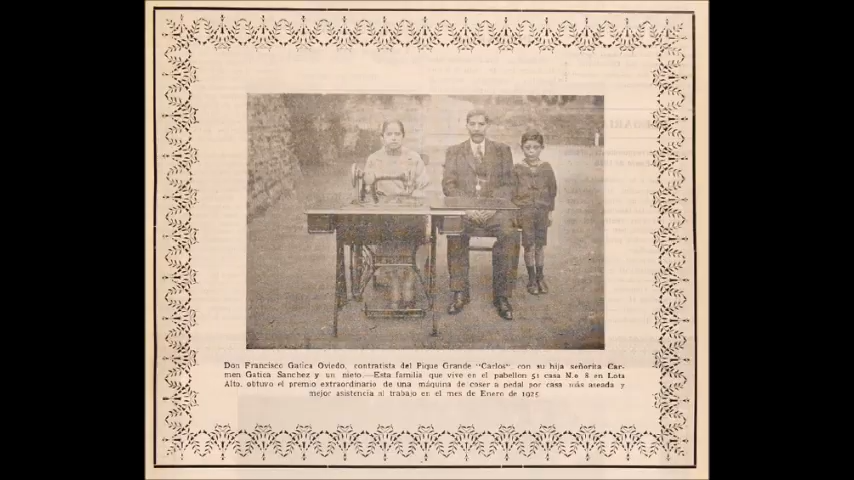 Don Francisco Gatica Oviedo, contratista del Pique Grande "Carlos", con su hija señorita Car-
men Gatica Sanchez y un nieto.—Esta familia que vive en el pabellon 51 casa N.o 8 en Lota
Alto, obtuvo el premio extraordinario de una máquina de coser a pedal por casa más aseada y
mejor asistencia al trabajo en el mes de Enero de 1925